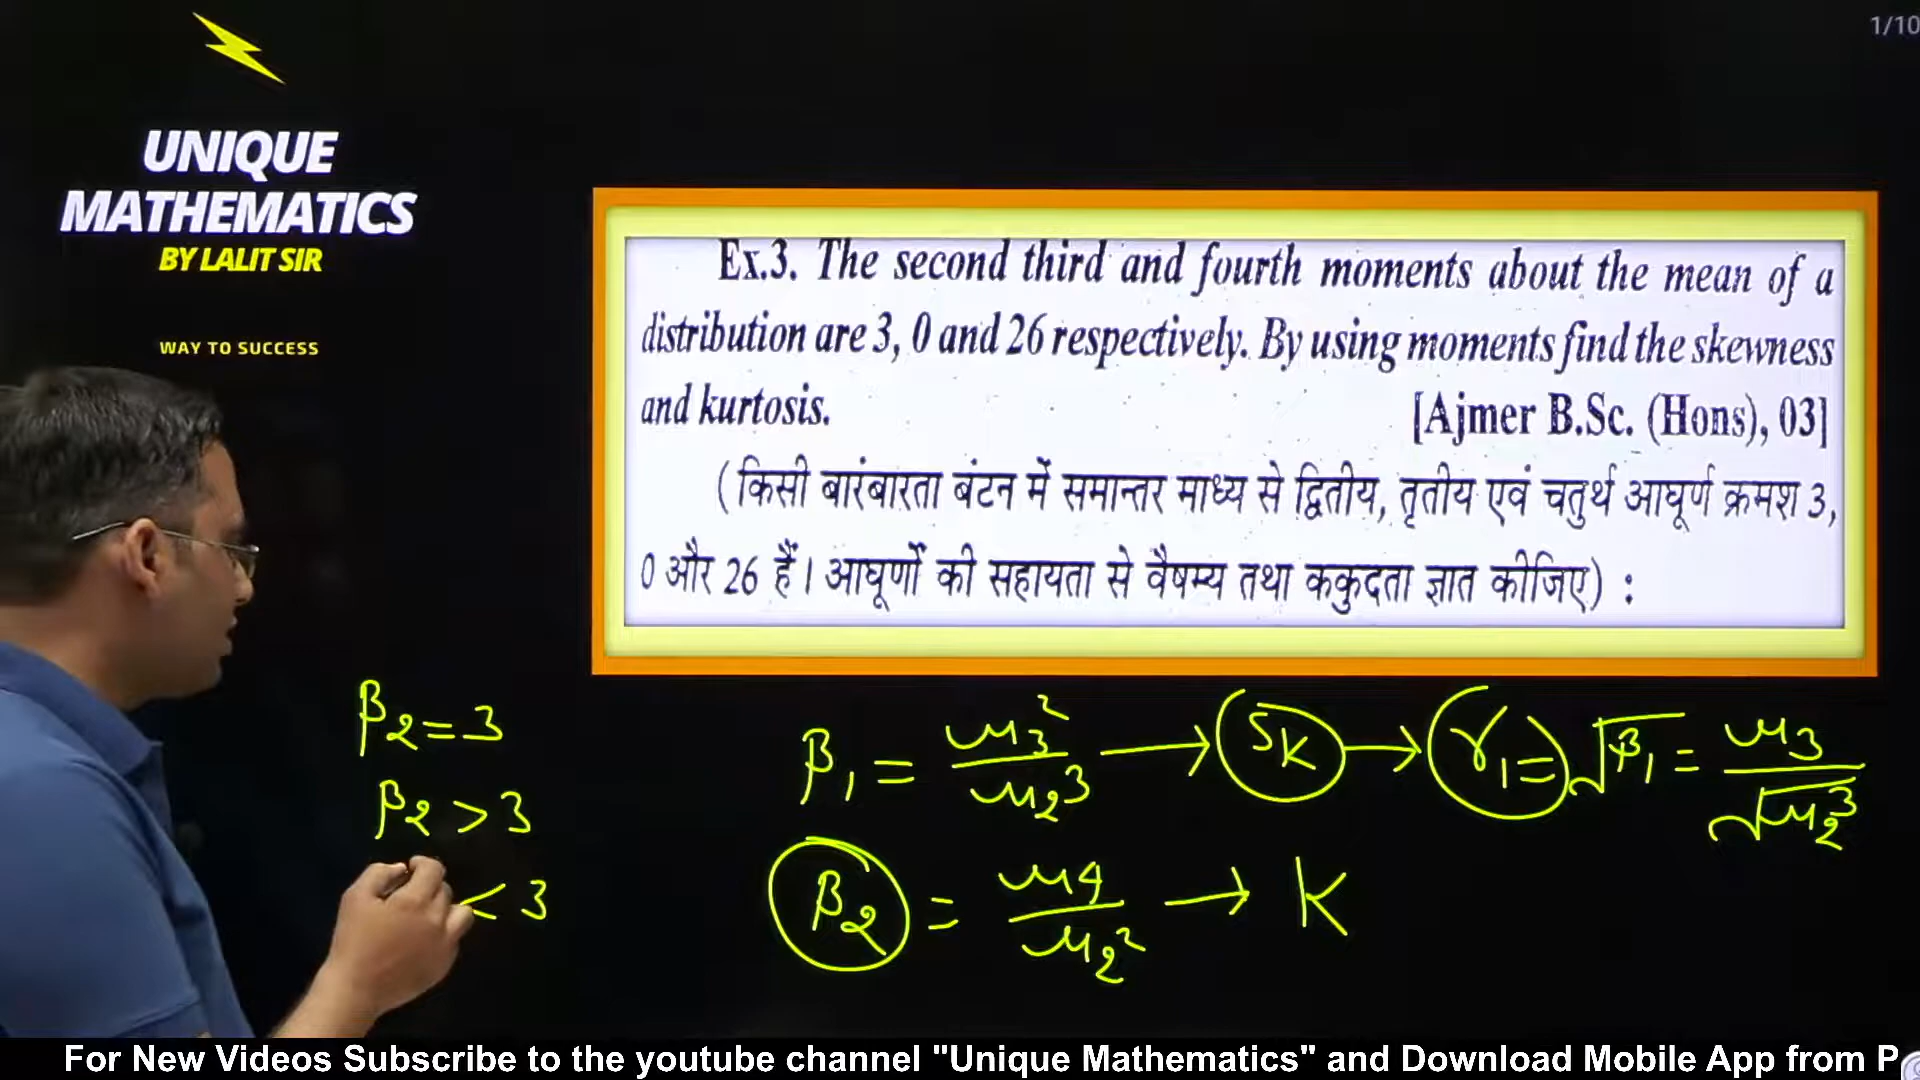 1/10
UNIQUE
MATHEMATICS
BY LALIT SIR
WAY TO SUCCESS
Ex.3. The second third and fourth moments about the mean of a
distribution are 3, 0 and 26 respectively. By using moments find the skewness
and kurtosis. [Ajmer B.Sc. (Hons), 03]
(किसी बारंबारता बंटन में समान्तर माध्य से द्वितीय, तृतीय एवं चतुर्थ आघूर्ण क्रमश 3,
0 और 26 हैं। आघूर्णों की सहायता से वैषम्य तथा ककुदता ज्ञात कीजिए) :
β₂ = 3
β₂ > 3
< 3
β₁ = μ₃²/μ₂³ → SK → γ₁ = √β₁ = μ₃/√μ₂³
β₂ = μ₄/μ₂² → K
For New Videos Subscribe to the youtube channel "Unique Mathematics" and Download Mobile App from P